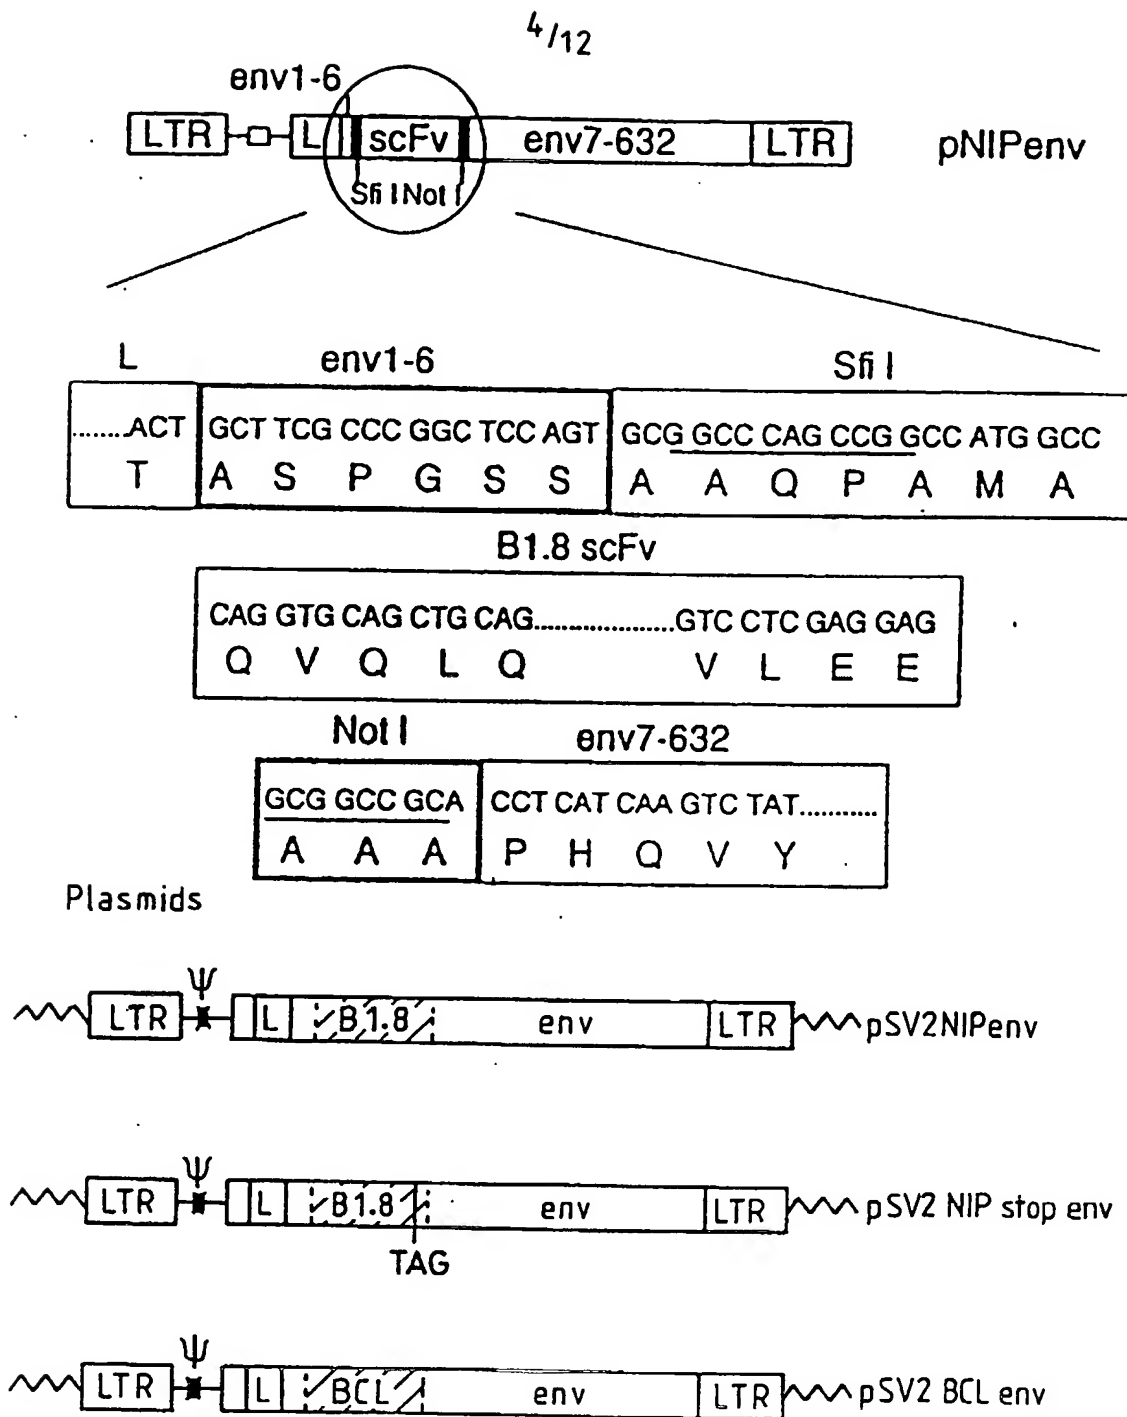 4/12
env1-6
LTR L scFv env7-632 LTR pNIPenv
Sfi I Not I
L env1-6 Sfi I
........ACT GCT TCG CCC GGC TCC AGT GCG GCC CAG CCG GCC ATG GCC
T A S P G S S A A Q P A M A
B1.8 scFv
CAG GTG CAG CTG CAG....................GTC CTC GAG GAG
Q V Q L Q V L E E
Not I env7-632
GCG GCC GCA CCT CAT CAA GTC TAT............
A A A P H Q V Y
Plasmids
Ψ
LTR L B1.8 env LTR pSV2NIPenv
Ψ
LTR L B1.8 env LTR pSV2 NIP stop env
TAG
Ψ
LTR L BCL env LTR pSV2 BCL env